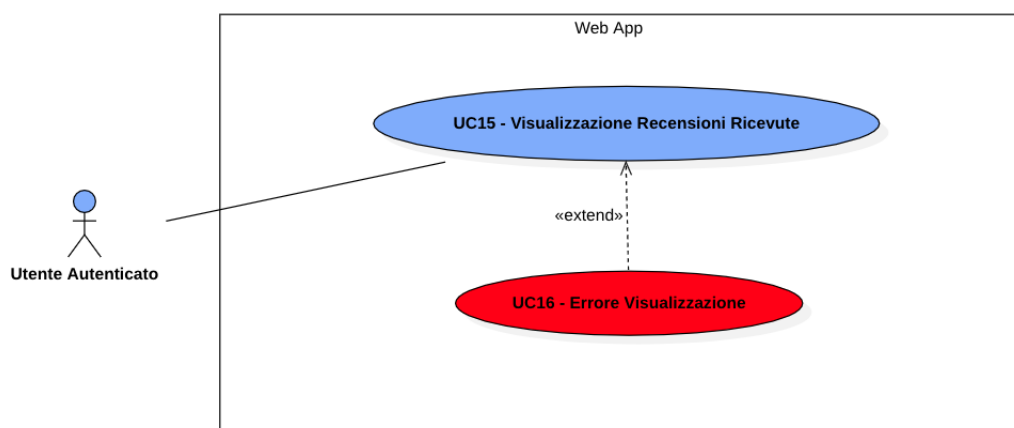 Web App
UC15 - Visualizzazione Recensioni Ricevute
«extend»
Utente Autenticato
UC16 - Errore Visualizzazione